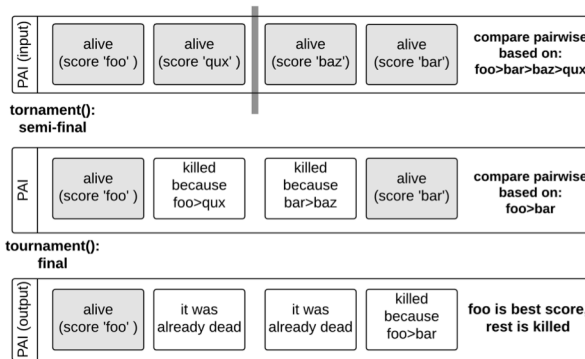 PAI (input)
alive
(score 'foo' )
alive
(score 'qux' )
alive
(score 'baz')
alive
(score 'bar')
compare pairwise
based on:
foo>bar>baz>qux
tornament():
semi-final
PAI
alive
(score 'foo' )
killed
because
foo>qux
killed
because
bar>baz
alive
(score 'bar')
compare pairwise
based on:
foo>bar
tournament():
final
PAI (output)
alive
(score 'foo' )
it was
already dead
it was
already dead
killed
because
foo>bar
foo is best score,
rest is killed